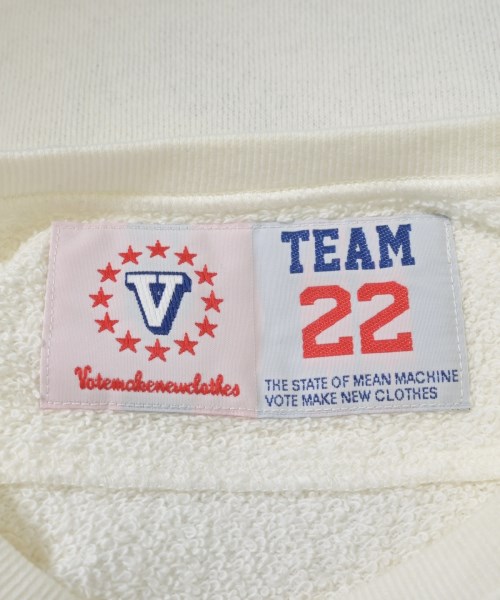 V
Votemakenewclothes
TEAM
22
THE STATE OF MEAN MACHINE
VOTE MAKE NEW CLOTHES